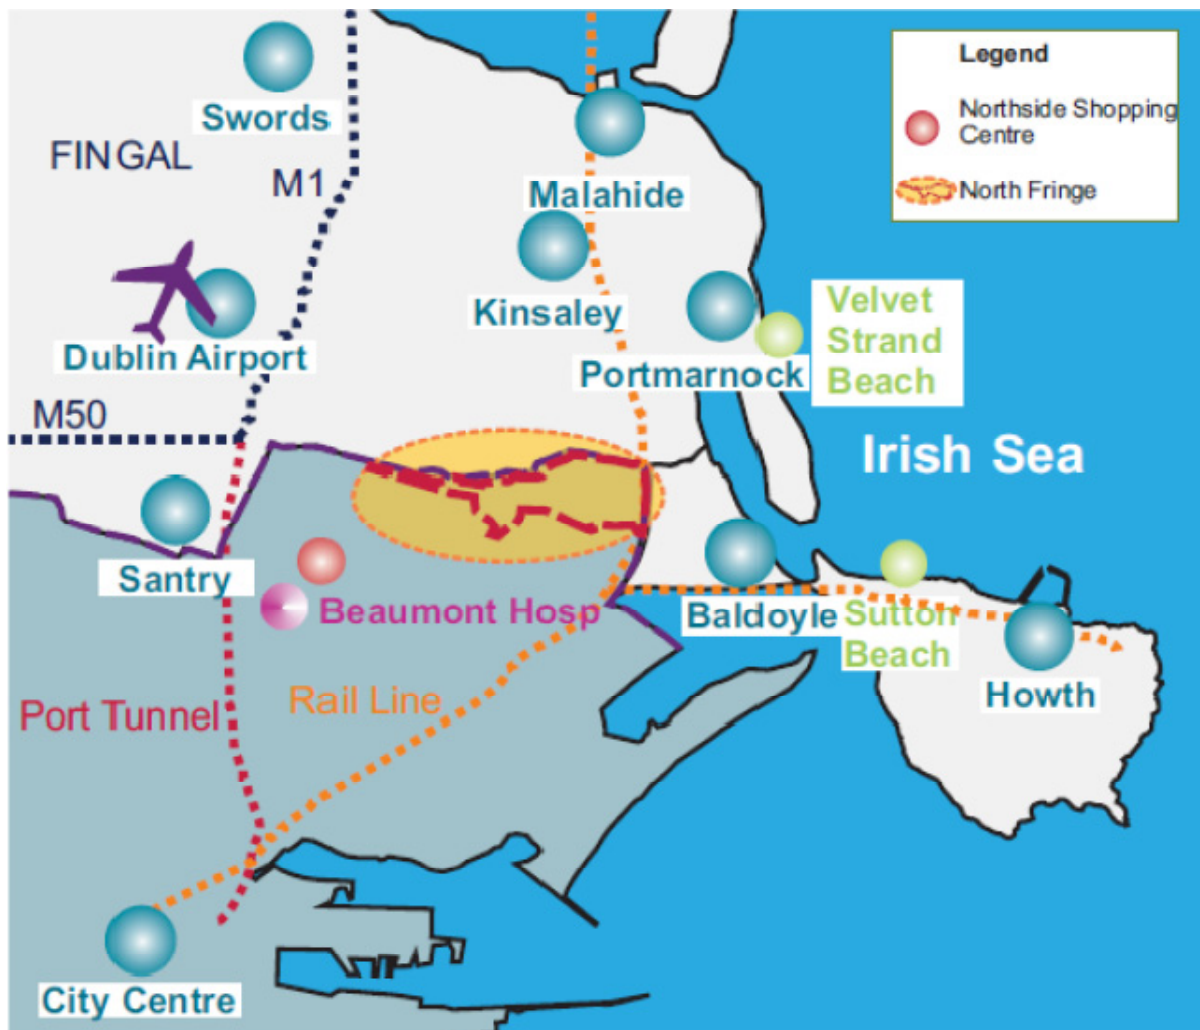 Legend
Northside Shopping
Centre
North Fringe
Swords
FINGAL
M1
Malahide
Kinsaley
Dublin Airport
Portmarnock
Velvet
Strand
Beach
M50
Irish Sea
Santry
Beaumont Hosp
Baldoyle
Sutton
Beach
Howth
Rail Line
Port Tunnel
City Centre